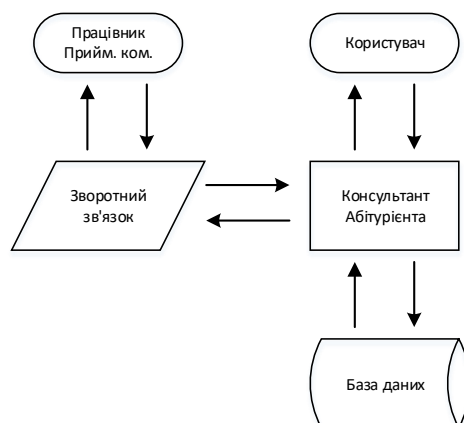 Працівник
Прийм. ком.
Користувач
Зворотний
зв'язок
Консультант
Абітурієнта
База даних